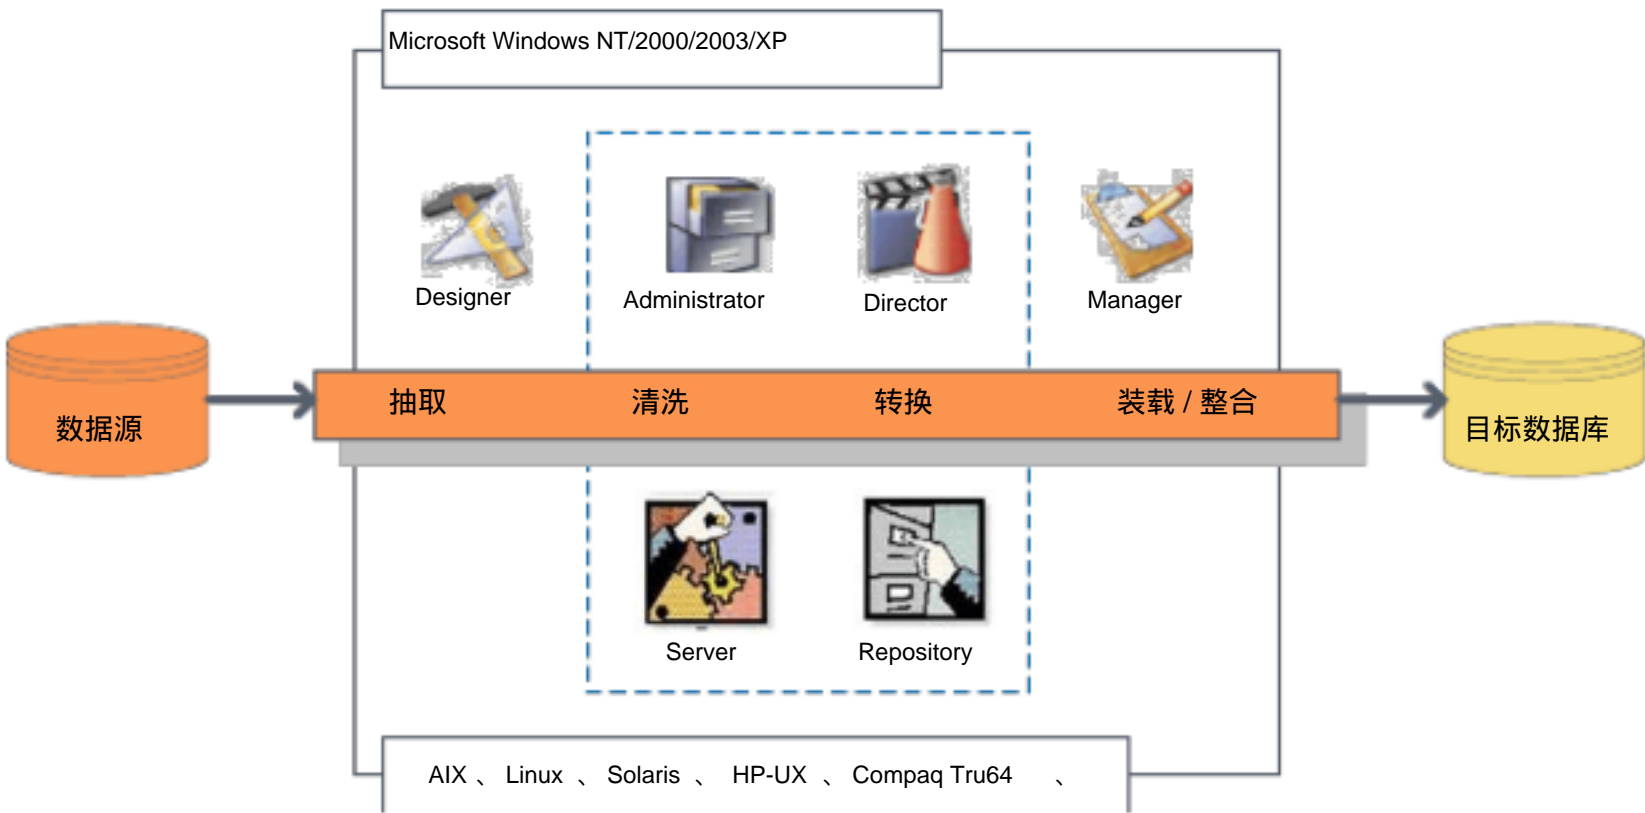 Microsoft Windows NT/2000/2003/XP
Designer
Administrator
Director
Manager
数据源
抽取 清洗 转换 装载 / 整合
目标数据库
Server
Repository
AIX 、 Linux 、 Solaris 、 HP-UX 、 Compaq Tru64 、